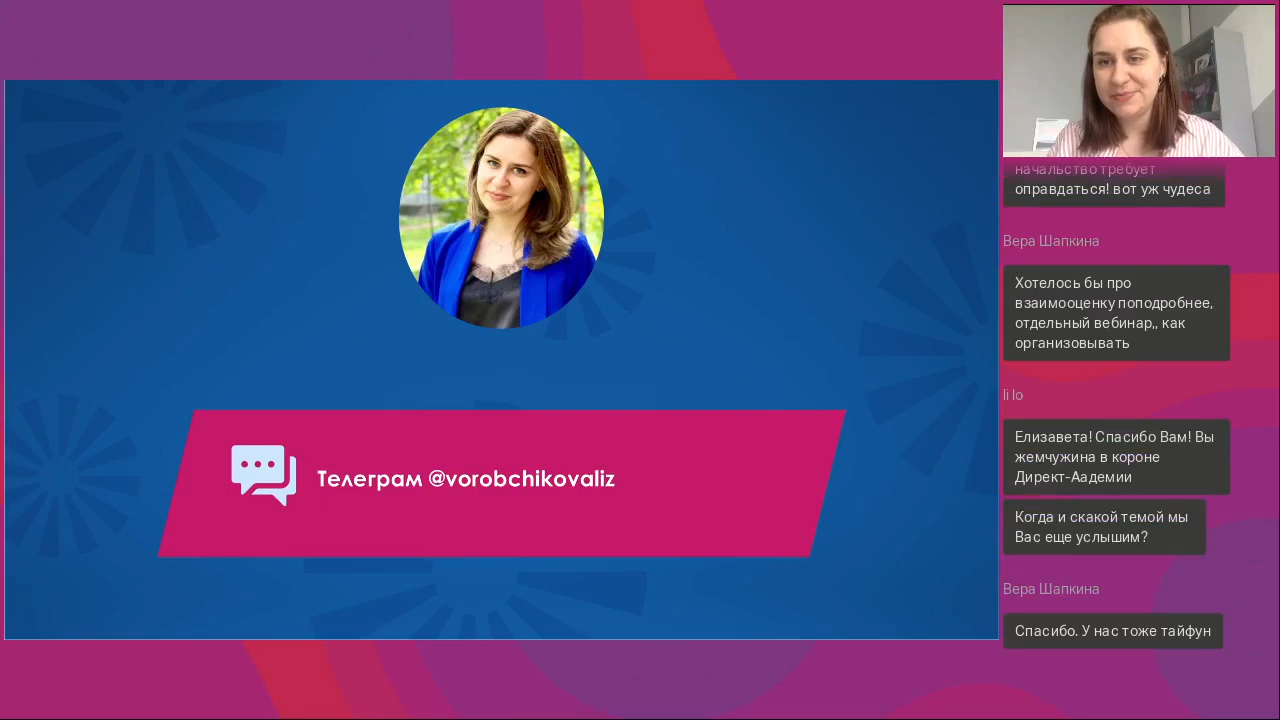 Телеграм @vorobchikovaliz
начальство требует
оправдаться! вот уж чудеса
Вера Шапкина
Хотелось бы про
взаимооценку поподробнее,
отдельный вебинар,, как
организовывать
li lo
Елизавета! Спасибо Вам! Вы
жемчужина в короне
Директ-Аадемии
Когда и скакой темой мы
Вас еще услышим?
Вера Шапкина
Спасибо. У нас тоже тайфун